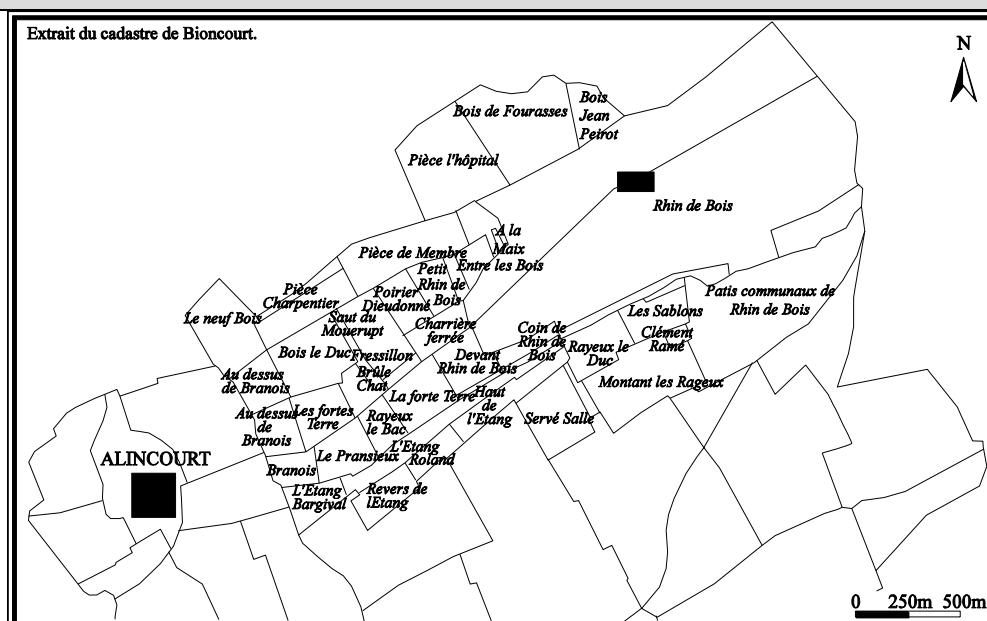 Extrait du cadastre de Bioncourt.
N
Bois de Fourasses
Bois
Jean
Peirot
Pièce l'hôpital
Rhin de Bois
A la
Maix
Pièce de Membre
Entre les Bois
Petit
Rhin de
Bois
Pièce
Charpentier
Poirier
Dieudonné
Le neuf Bois
Saut du
Mouerupt
Charrière
ferrée
Patis communaux de
Rhin de Bois
Les Sablons
Coin de
Rhin de
Bois
Clément
Ramé
Rayeux le
Duc
Bois le Duc
Fressillon
Devant
Rhin de Bois
Brûle
Chat
Au dessus
de Branois
Montant les Rageux
La forte Terre
Haut
de
l'Etang
Au dessus
de
Branois
Les fortes
Terre
Rayeux
le Bac
Servé Salle
ALINCOURT
Le Pransieux
L'Etang
Roland
Branois
L'Etang
Bargival
Revers de
lEtang
0 250m 500m